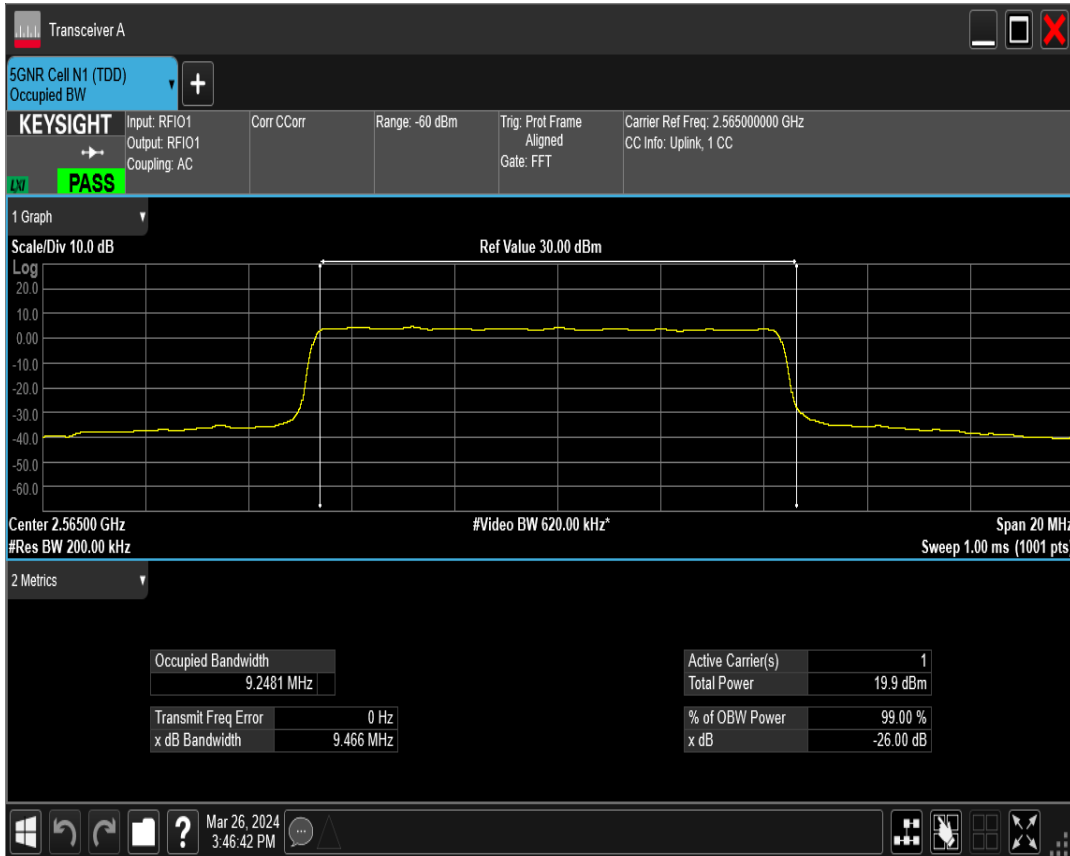 Transceiver A
5GNR Cell N1 (TDD)
Occupied BW
+
KEYSIGHT
LXI
PASS
Input: RFIO1
Output: RFIO1
Coupling: AC
Corr CCorr
Range: -60 dBm
Trig: Prot Frame
Aligned
Gate: FFT
Carrier Ref Freq: 2.565000000 GHz
CC Info: Uplink, 1 CC
1 Graph
Scale/Div 10.0 dB
Ref Value 30.00 dBm
Log
20.0
10.0
0.00
-10.0
-20.0
-30.0
-40.0
-50.0
-60.0
Center 2.56500 GHz
#Video BW 620.00 kHz*
Span 20 MHz
#Res BW 200.00 kHz
Sweep 1.00 ms (1001 pts)
2 Metrics
Occupied Bandwidth
9.2481 MHz
Transmit Freq Error 0 Hz
x dB Bandwidth 9.466 MHz
Active Carrier(s) 1
Total Power 19.9 dBm
% of OBW Power 99.00 %
x dB -26.00 dB
?
Mar 26, 2024
3:46:42 PM